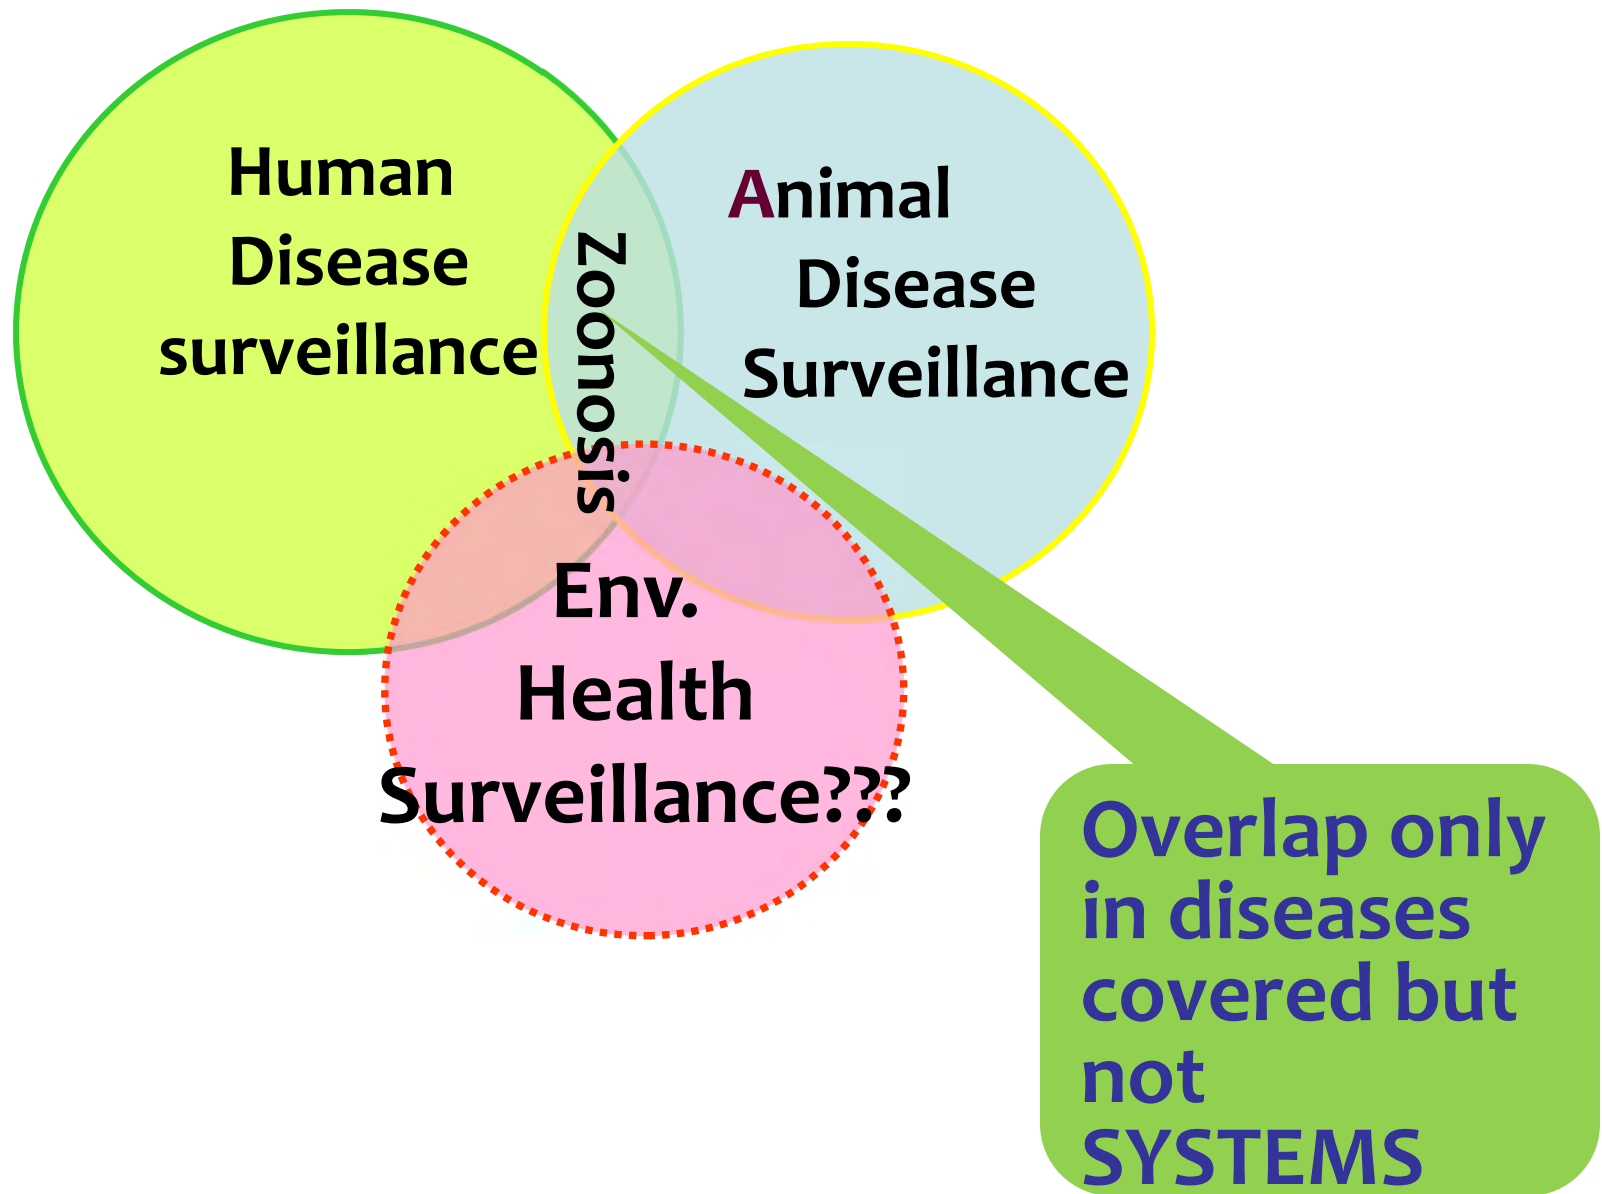 Human
Disease
surveillance
Zoonosis
Animal
Disease
Surveillance
Env.
Health
Surveillance???
Overlap only
in diseases
covered but
not
SYSTEMS